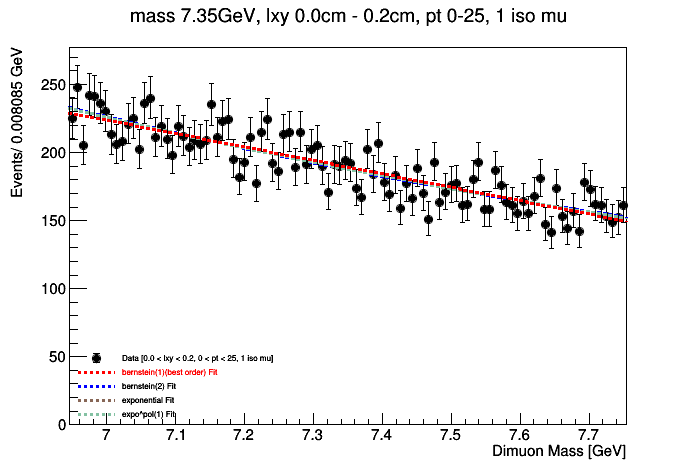 mass 7.35GeV, lxy 0.0cm - 0.2cm, pt 0-25, 1 iso mu
Events/ 0.008085 GeV
250
200
150
100
50
0
Data [0.0 < lxy < 0.2, 0 < pt < 25, 1 iso mu]
bernstein(1)(best order) Fit
bernstein(2) Fit
exponential Fit
expo*pol(1) Fit
7 7.1 7.2 7.3 7.4 7.5 7.6 7.7
Dimuon Mass [GeV]